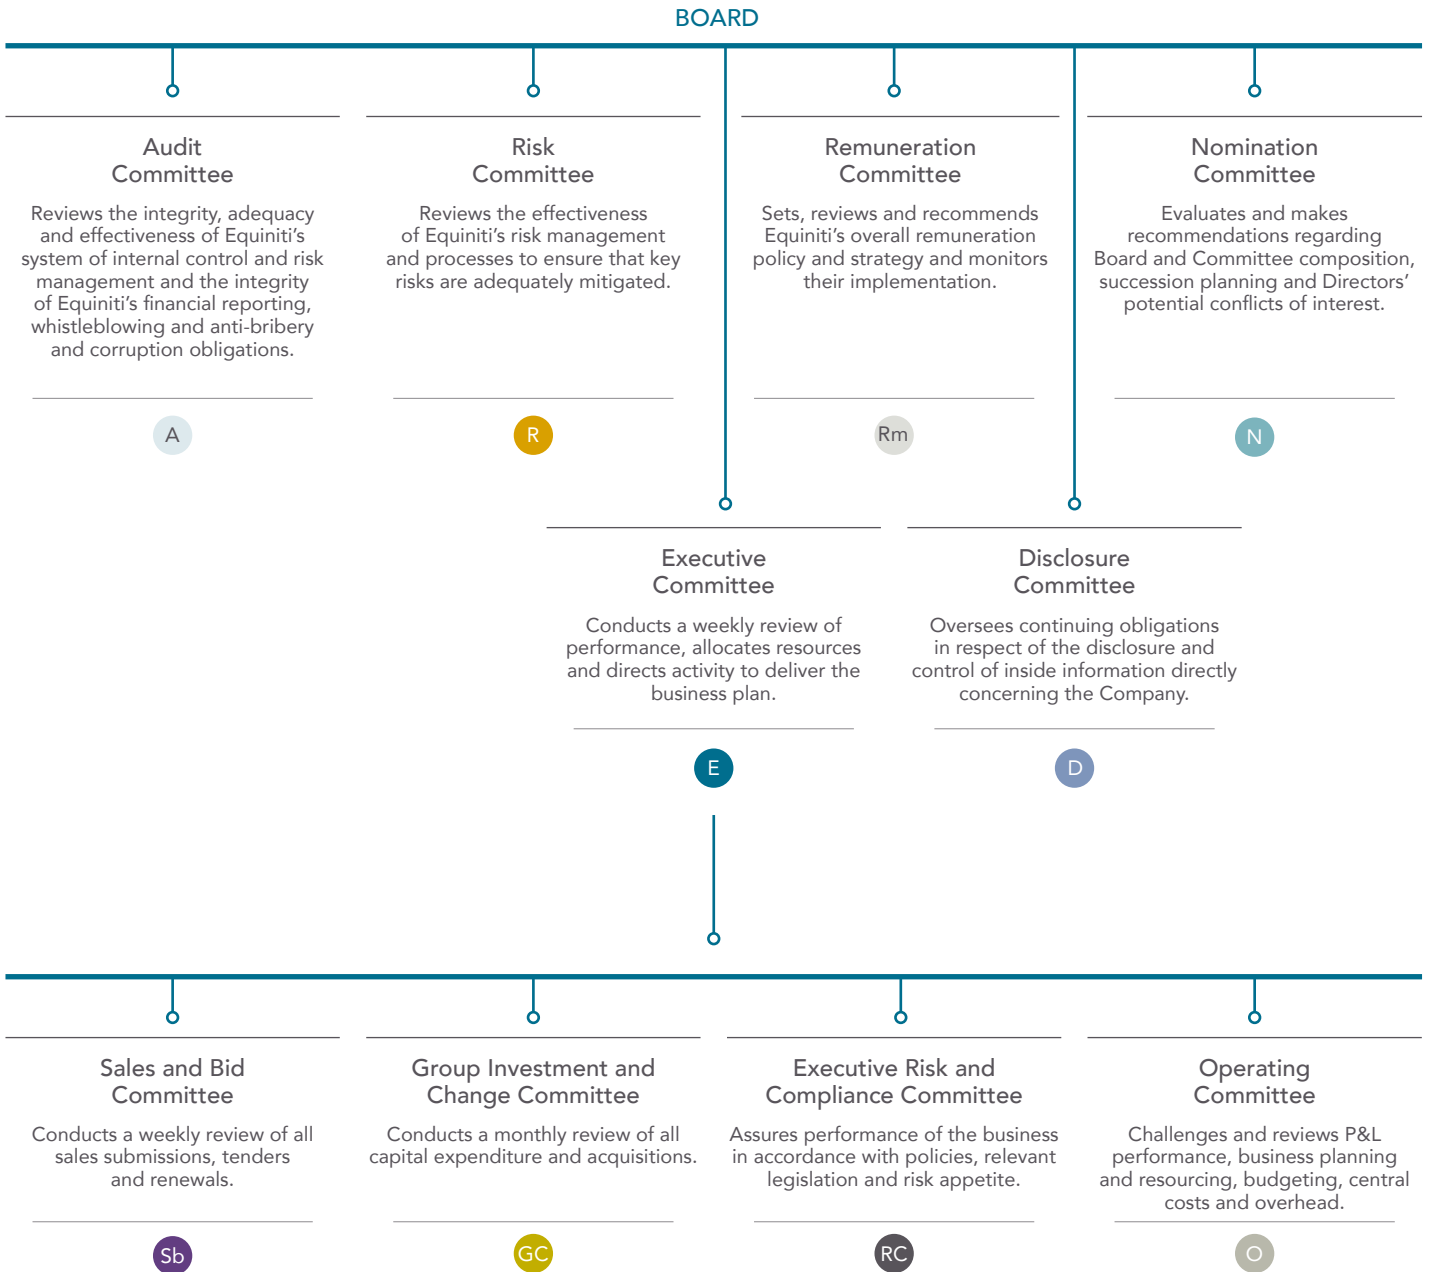 BOARD
Audit
Committee
Reviews the integrity, adequacy
and effectiveness of Equiniti’s
system of internal control and risk
management and the integrity
of Equiniti’s financial reporting,
whistleblowing and anti-bribery
and corruption obligations.
A
Risk
Committee
Reviews the effectiveness
of Equiniti’s risk management
and processes to ensure that key
risks are adequately mitigated.
R
Remuneration
Committee
Sets, reviews and recommends
Equiniti’s overall remuneration
policy and strategy and monitors
their implementation.
Rm
Nomination
Committee
Evaluates and makes
recommendations regarding
Board and Committee composition,
succession planning and Directors’
potential conflicts of interest.
N
Executive
Committee
Conducts a weekly review of
performance, allocates resources
and directs activity to deliver the
business plan.
E
Disclosure
Committee
Oversees continuing obligations
in respect of the disclosure and
control of inside information directly
concerning the Company.
D
Sales and Bid
Committee
Conducts a weekly review of all
sales submissions, tenders
and renewals.
Sb
Group Investment and
Change Committee
Conducts a monthly review of all
capital expenditure and acquisitions.
GC
Executive Risk and
Compliance Committee
Assures performance of the business
in accordance with policies, relevant
legislation and risk appetite.
RC
Operating
Committee
Challenges and reviews P&L
performance, business planning
and resourcing, budgeting, central
costs and overhead.
O